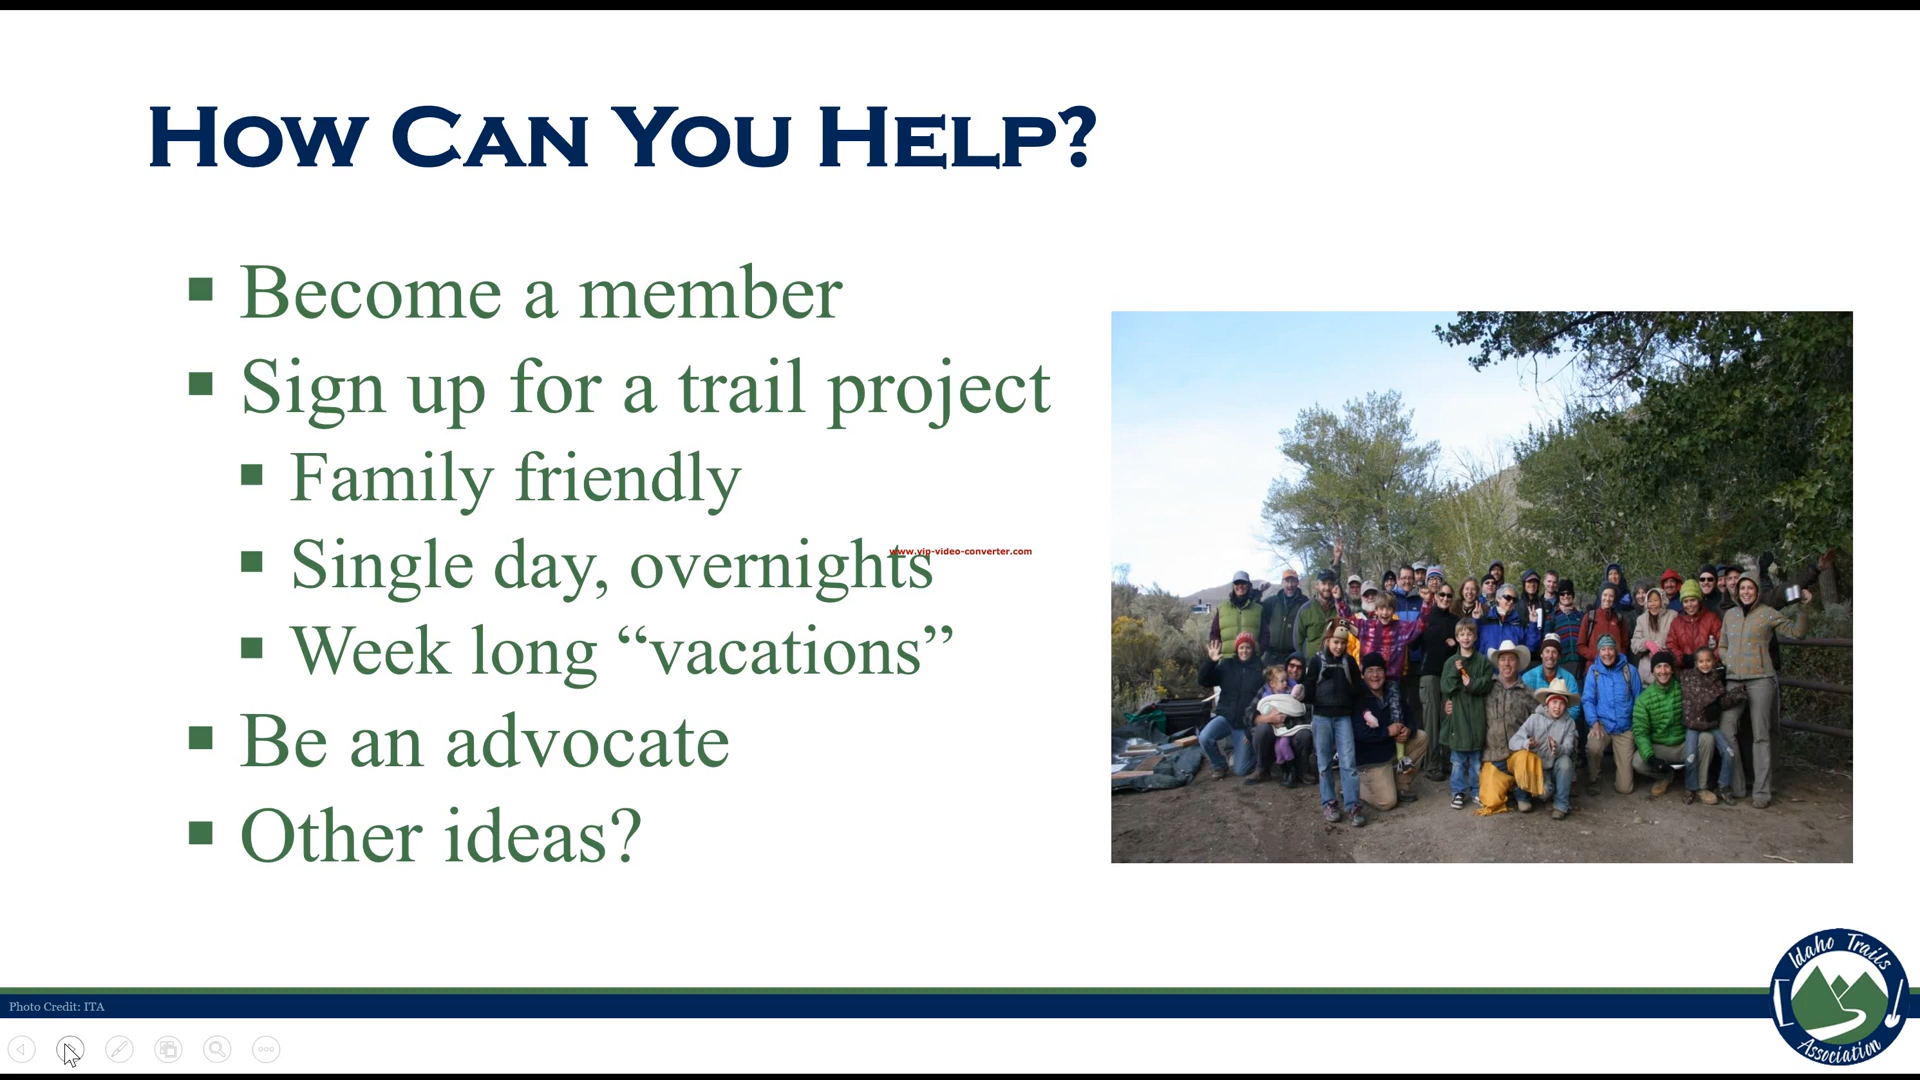 How Can You Help?
Become a member
Sign up for a trail project
Family friendly
Single day, overnights
www.vip-video-converter.com
Week long “vacations”
Be an advocate
Other ideas?
Idaho Trails
Association
Photo Credit: ITA